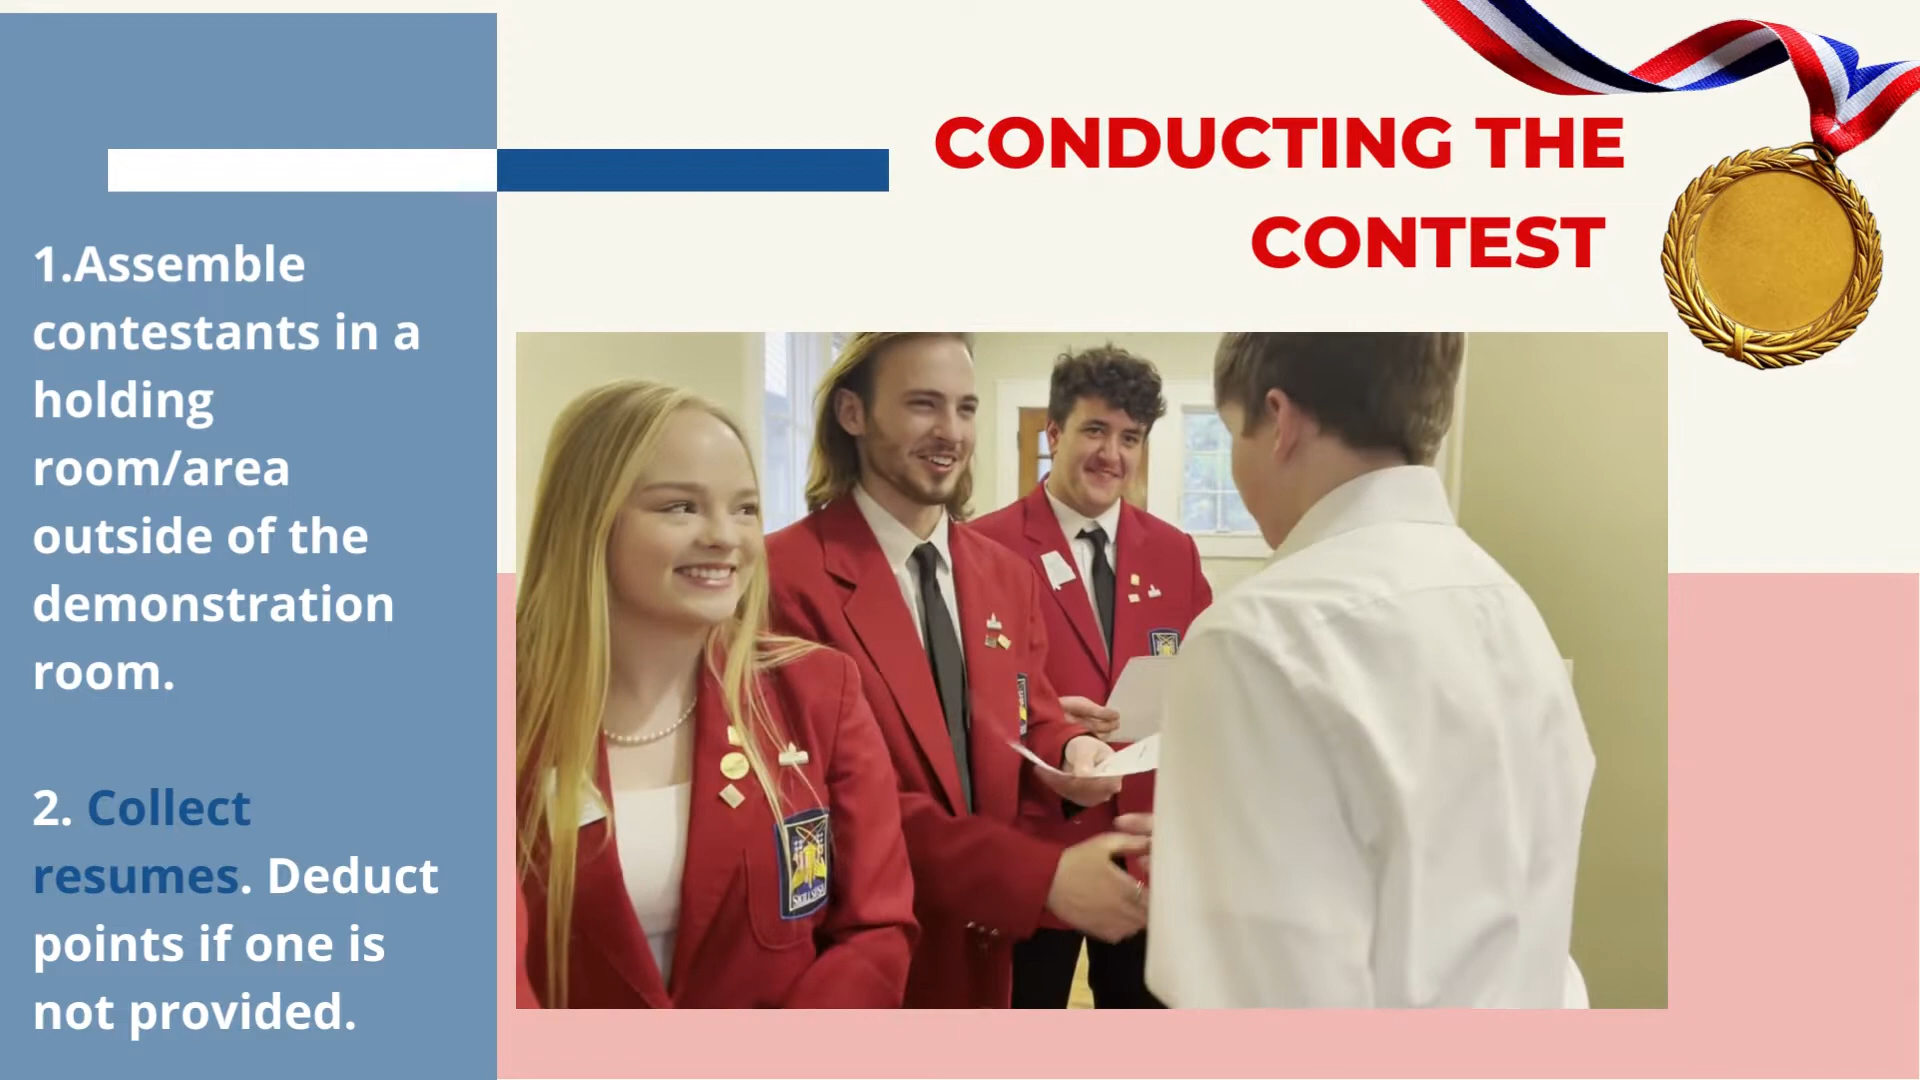 CONDUCTING THE
CONTEST
1.Assemble
contestants in a
holding
room/area
outside of the
demonstration
room.
2. Collect
resumes. Deduct
points if one is
not provided.
SKILLSUSA